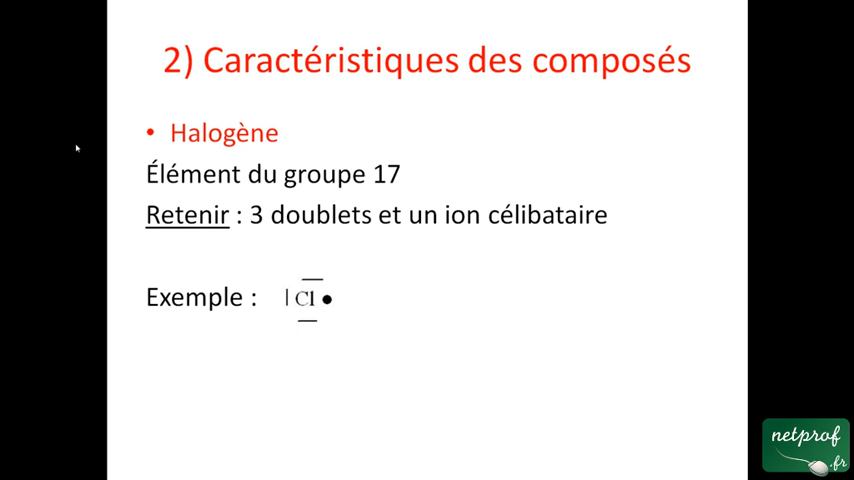 2) Caractéristiques des composés
• Halogène
Élément du groupe 17
Retenir : 3 doublets et un ion célibataire
Exemple : |Cl•
netprof
.fr